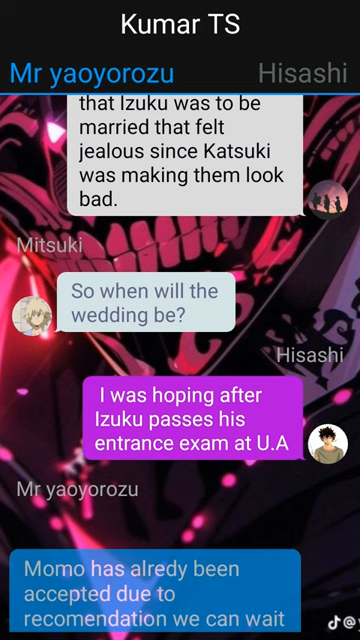 Kumar TS
Mr yaoyorozu Hisashi
that Izuku was to be
married that felt
jealous since Katsuki
was making them look
bad.
Mitsuki
So when will the
wedding be?
Hisashi
I was hoping after
Izuku passes his
entrance exam at U.A
Mr yaoyorozu
Momo has alredy been
accepted due to
recomendation we can wait
@